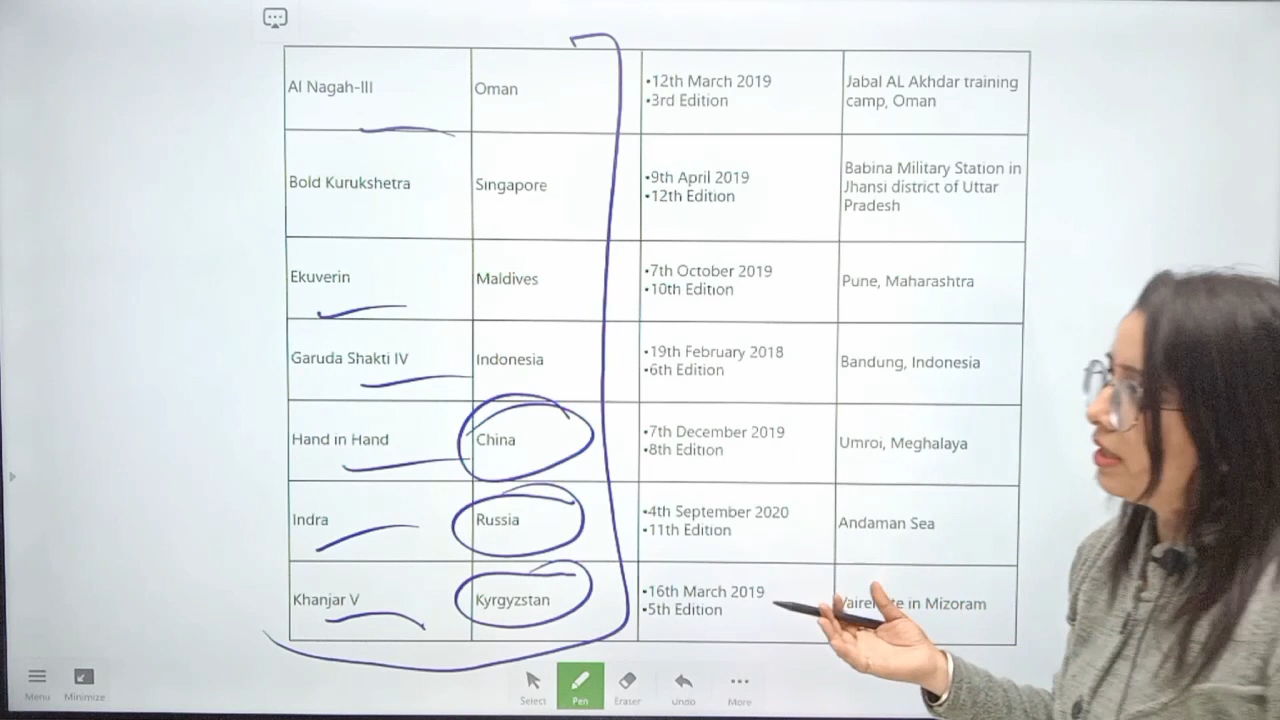 Al Nagah-III
Oman
•12th March 2019
•3rd Edition
Jabal AL Akhdar training
camp, Oman
Bold Kurukshetra
Singapore
•9th April 2019
•12th Edition
Babina Military Station in
Jhansi district of Uttar
Pradesh
Ekuverin
Maldives
•7th October 2019
•10th Edition
Pune, Maharashtra
Garuda Shakti IV
Indonesia
•19th February 2018
•6th Edition
Bandung, Indonesia
Hand in Hand
China
•7th December 2019
•8th Edition
Umroi, Meghalaya
Indra
Russia
•4th September 2020
•11th Edition
Andaman Sea
Khanjar V
Kyrgyzstan
•16th March 2019
•5th Edition
in Mizoram
Menu
Minimize
Select
Pen
Eraser
Undo
More